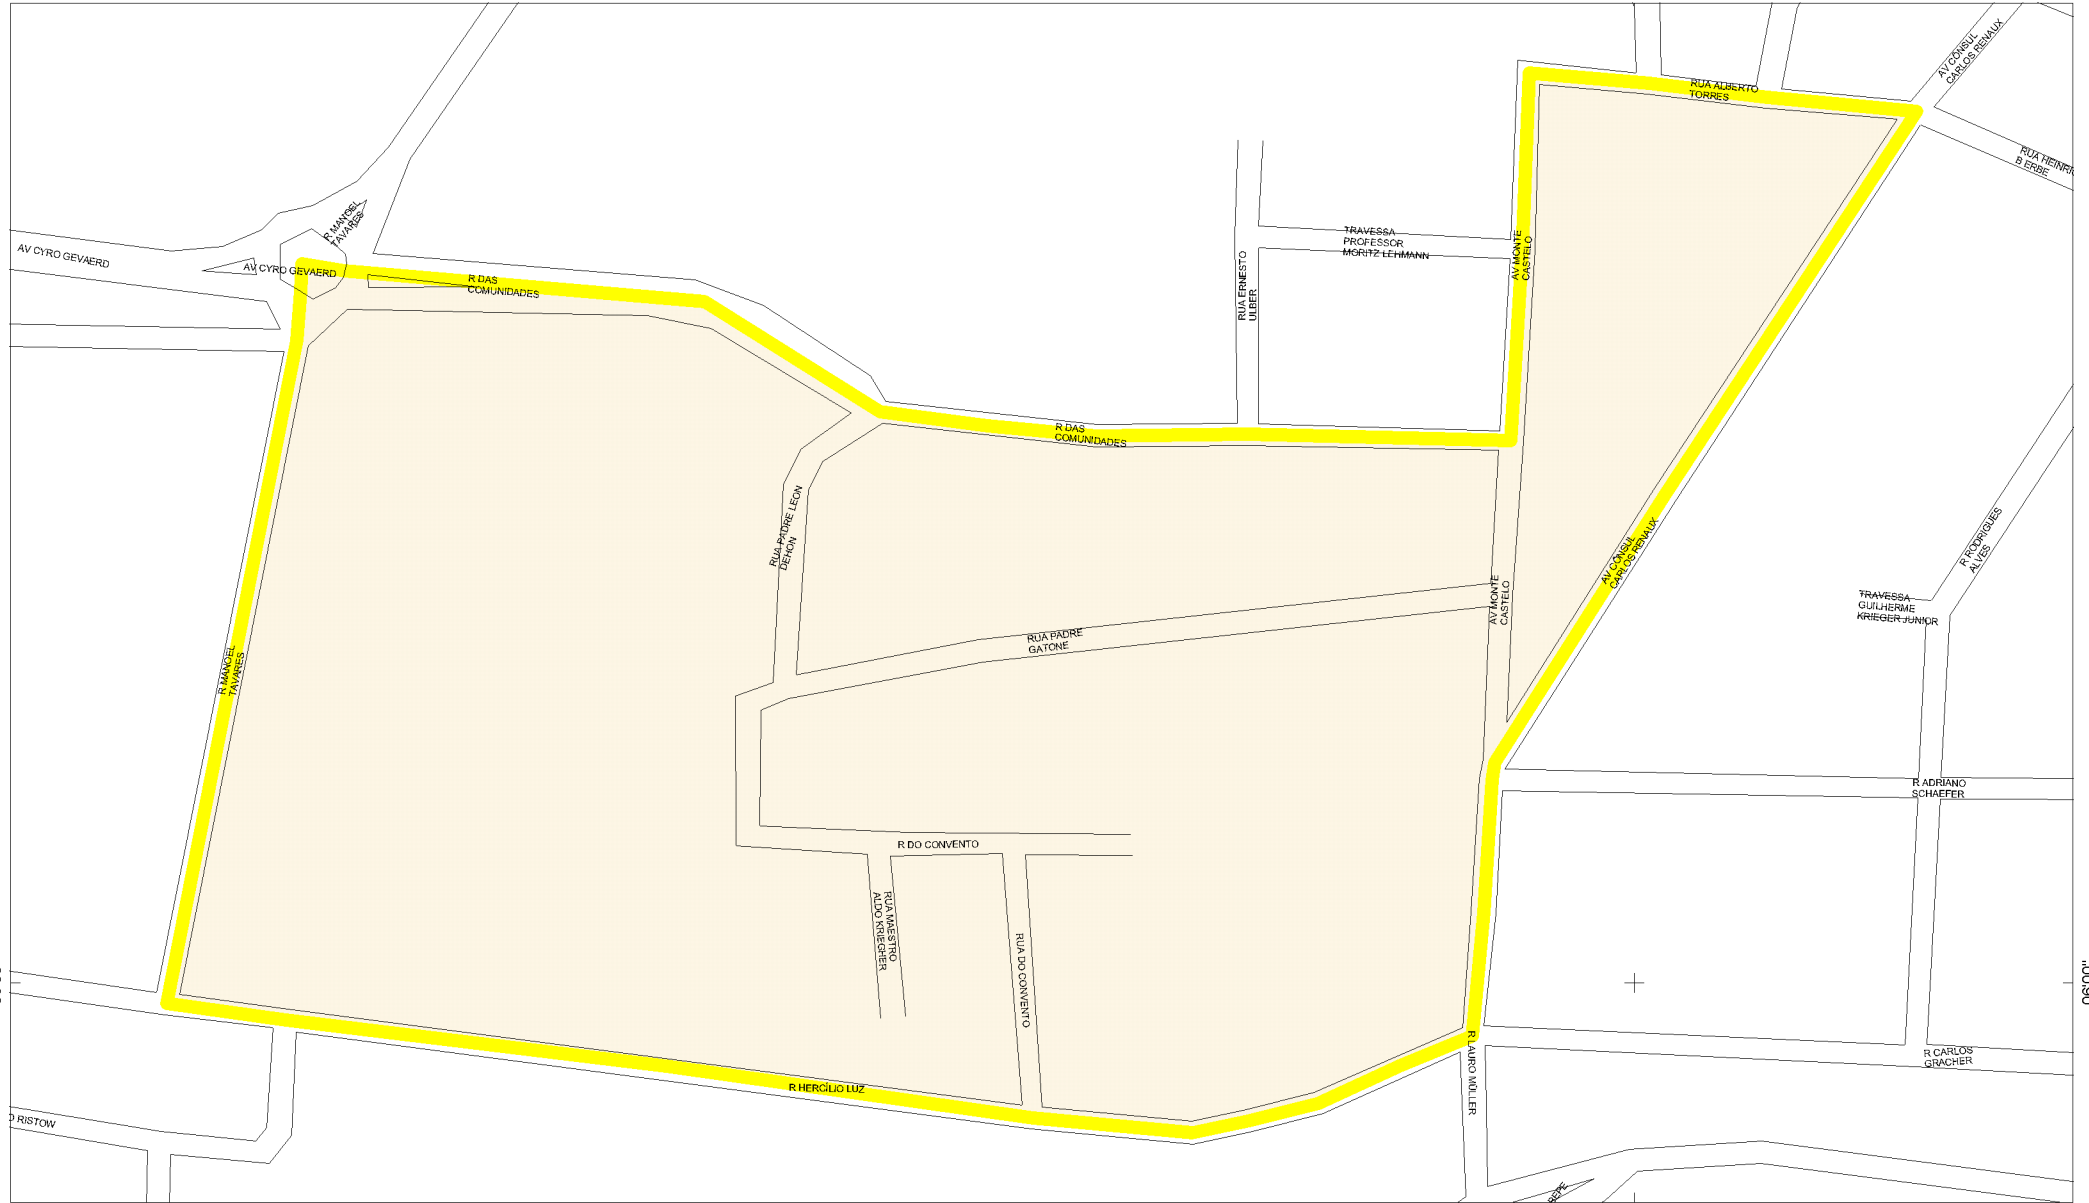 AV CÔNSUL
CARLOS RENAUX
RUA ALBERTO
TORRES
RUA HEINRI
B ERBE
R MANOEL
TAVARES
AV CYRO GEVAERD
AV CYRO GEVAERD
R DAS
COMUNIDADES
TRAVESSA
PROFESSOR
MORITZ LEHMANN
AV MONTE
CASTELO
RUA ERNESTO
ULBER
R DAS
COMUNIDADES
RUA PADRE LEON
DEHON
AV CÔNSUL
CARLOS RENAUX
R RODRIGUES
ALVES
TRAVESSA
GUILHERME
KRIEGER JUNIOR
AV MONTE
CASTELO
RUA PADRE
GATONE
R MANOEL
TAVARES
R ADRIANO
SCHAEFER
R DO CONVENTO
RUA MAESTRO
ALDO KRIEGHER
RUA DO CONVENTO
R LAURO MÜLLER
R CARLOS
GRACHER
R HERCÍLIO LUZ
O RISTOW
BEPE